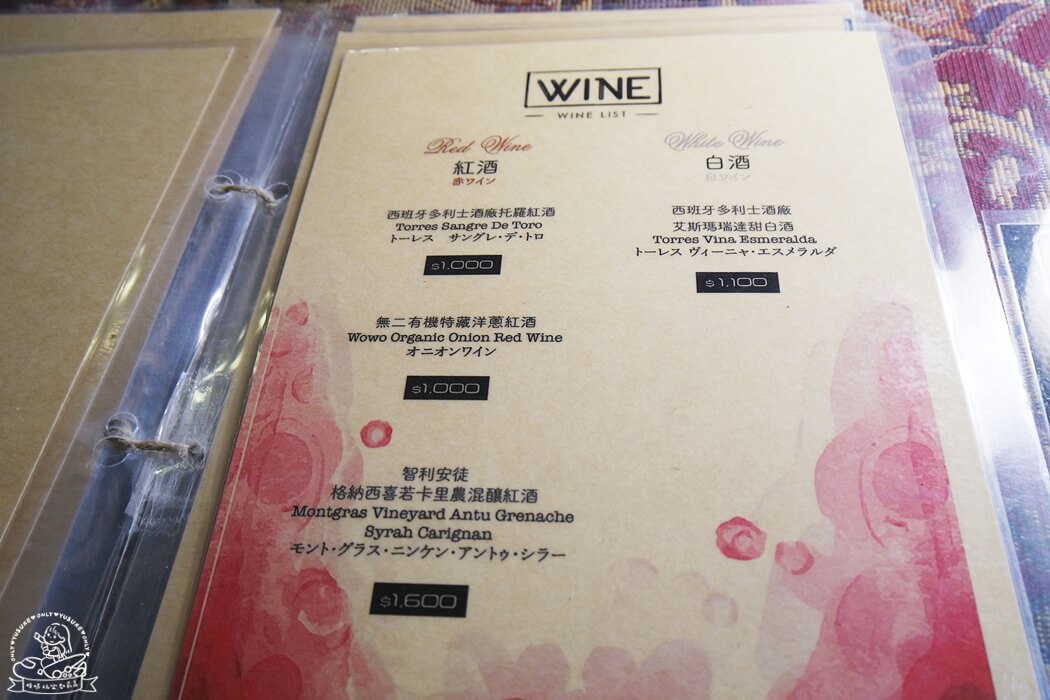 WINE
WINE LIST
Red Wine
紅酒
赤ワイン
西班牙多利士酒廠托羅紅酒
Torres Sangre De Toro
トーレス　サングレ・デ・トロ
$1,000
無二有機特藏洋蔥紅酒
Wowo Organic Onion Red Wine
オニオンワイン
$1,000
智利安徒
格納西喜若卡里農混釀紅酒
Montgras Vineyard Antu Grenache
Syrah Carignan
モント・グラス・ニンケン・アントゥ・シラー
$1,600
White Wine
白酒
白ワイン
西班牙多利士酒廠
艾斯瑪瑞達甜白酒
Torres Vina Esmeralda
トーレス ヴィーニャ・エスメラルダ
$1,100
ONLY♥YUSUKE♥ONLY♥YUSUKE♥ONLY